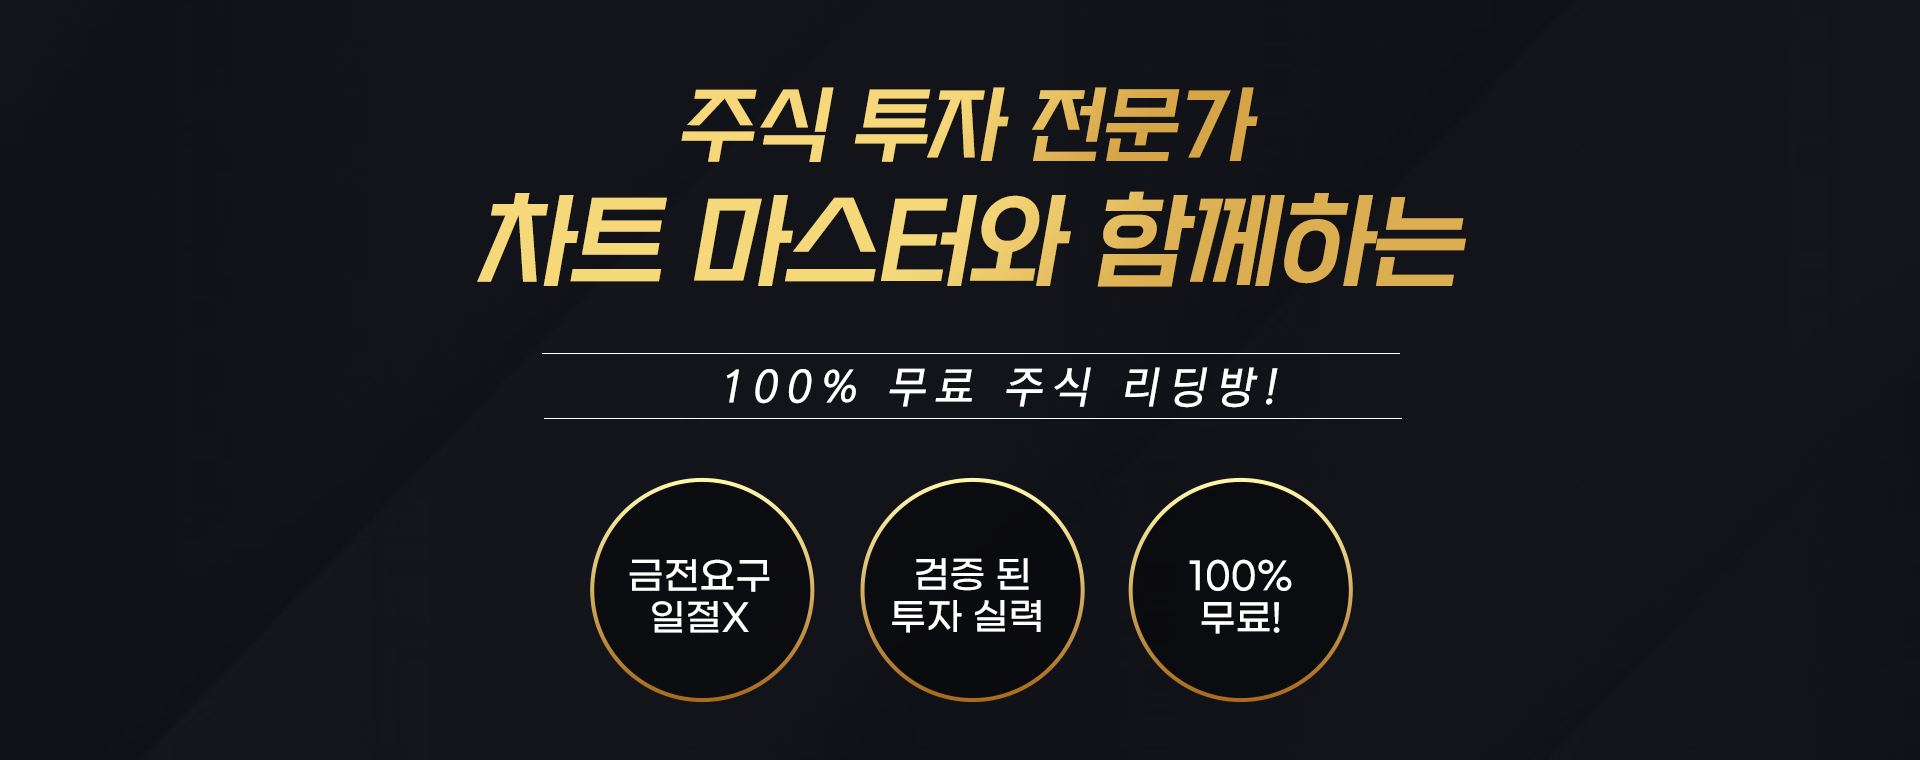 주식 투자 전문가
차트 마스터와 함께하는
100% 무료 주식 리딩방!
금전요구
일절X
검증 된
투자 실력
100%
무료!